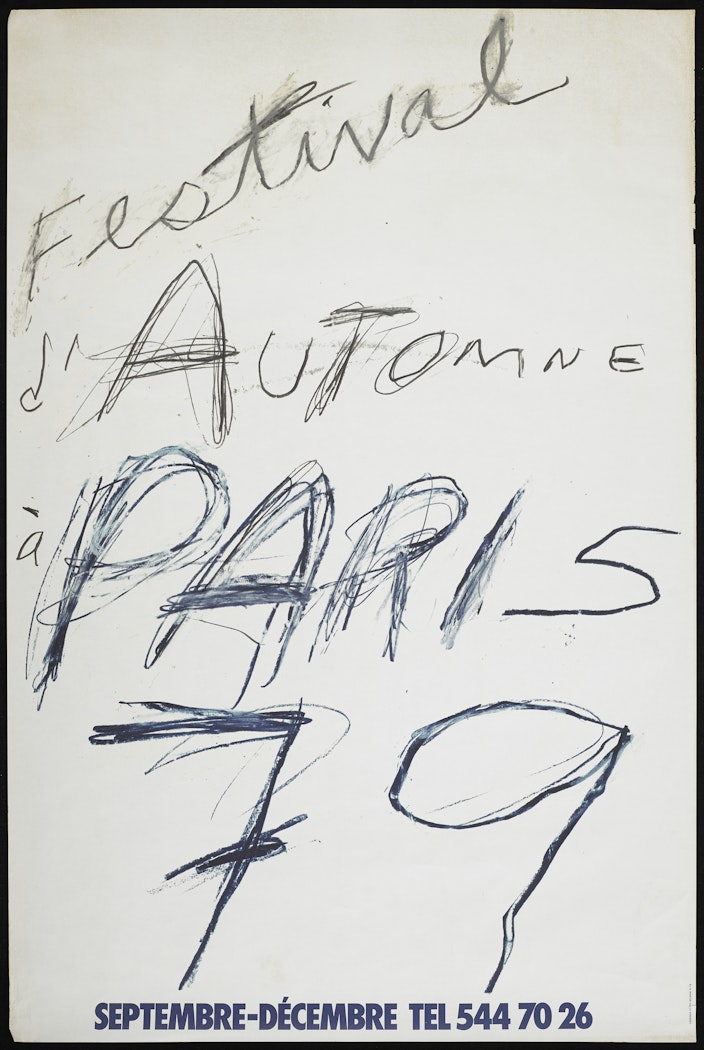 Festival
d'AUTOMNE
à PARIS
79
SEPTEMBRE-DÉCEMBRE TEL 544 70 26